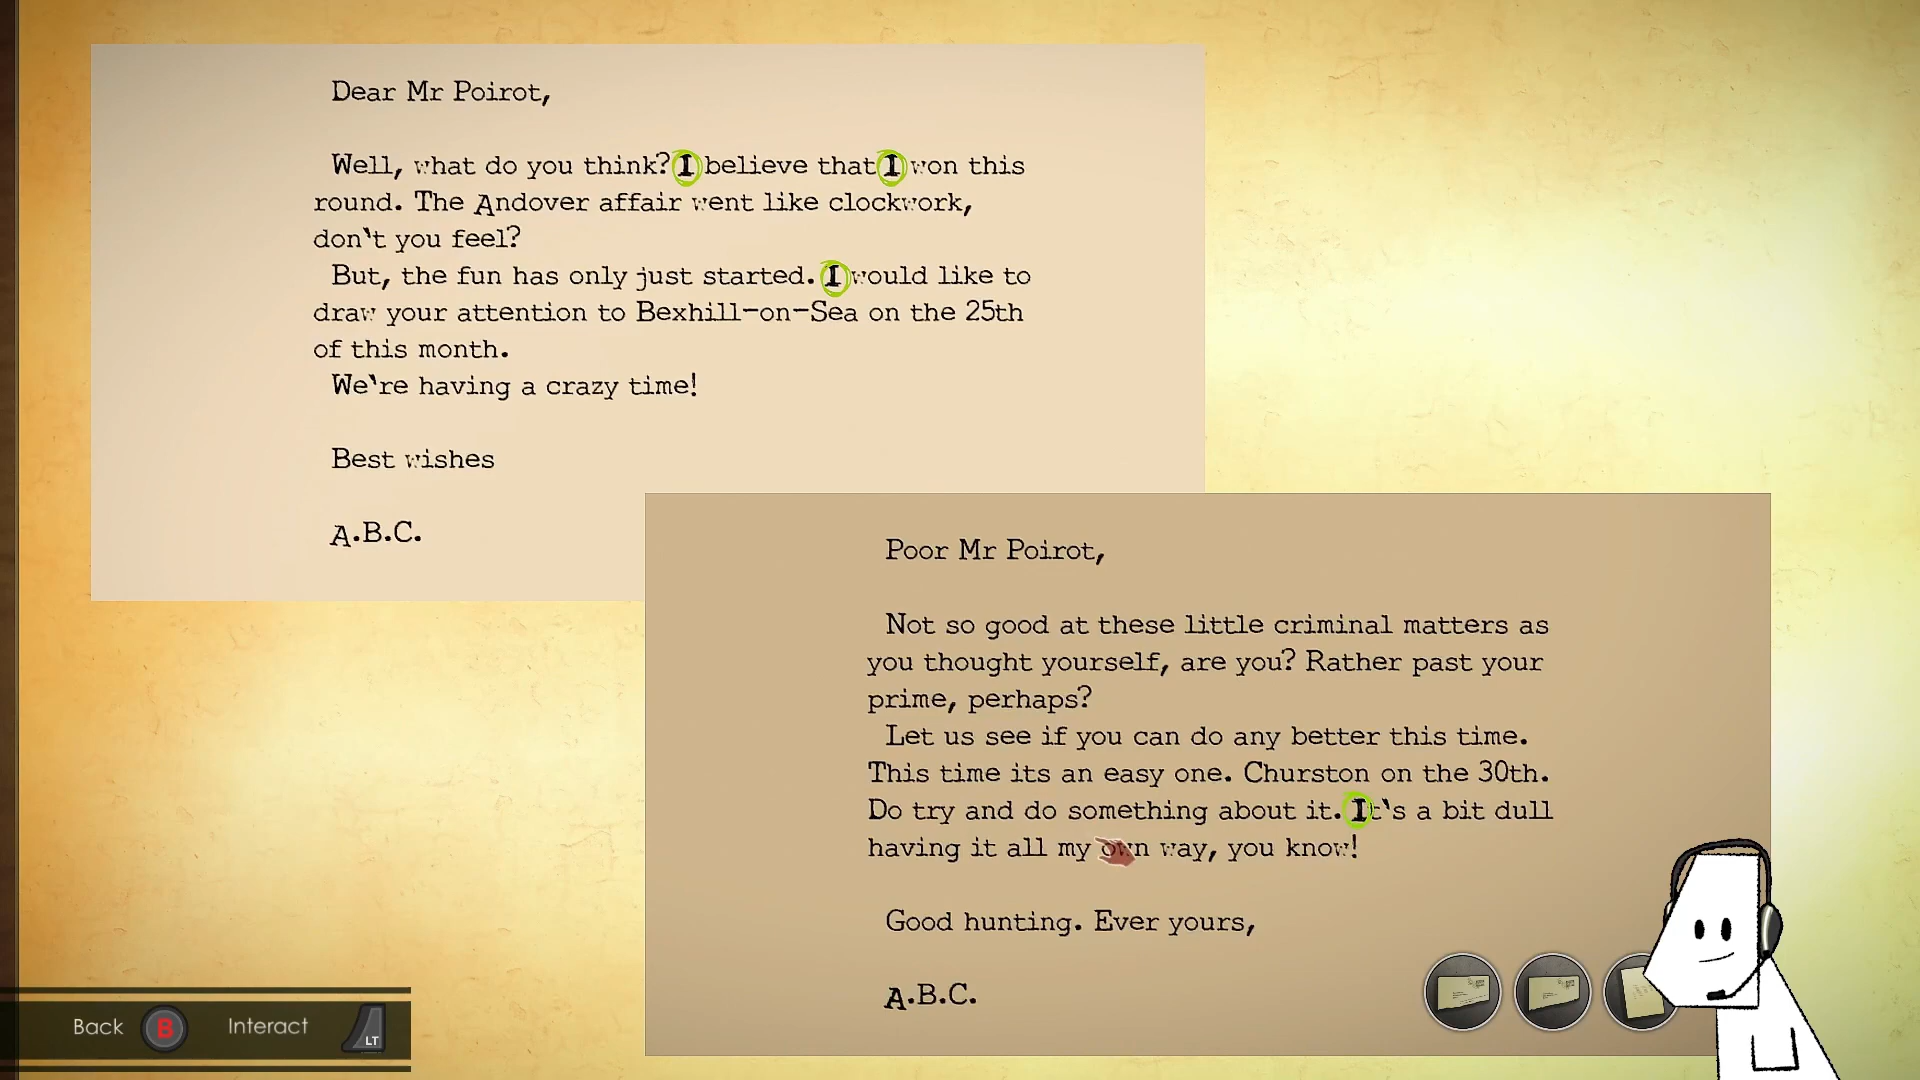 Dear Mr Poirot,
Well, what do you think? I believe that I won this
round. The Andover affair went like clockwork,
don't you feel?
But, the fun has only just started. I would like to
draw your attention to Bexhill-on-Sea on the 25th
of this month.
We're having a crazy time!
Best wishes
A.B.C.
Poor Mr Poirot,
Not so good at these little criminal matters as
you thought yourself, are you? Rather past your
prime, perhaps?
Let us see if you can do any better this time.
This time its an easy one. Churston on the 30th.
Do try and do something about it. It's a bit dull
having it all my own way, you know!
Good hunting. Ever yours,
A.B.C.
Back B Interact LT